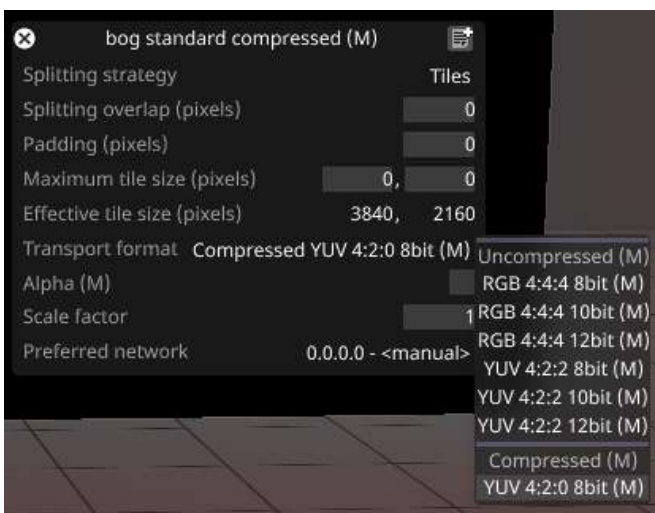 bog standard compressed (M)
Splitting strategy Tiles
Splitting overlap (pixels) 0
Padding (pixels) 0
Maximum tile size (pixels) 0, 0
Effective tile size (pixels) 3840, 2160
Transport format Compressed YUV 4:2:0 8bit (M)
Alpha (M)
Scale factor 1
Preferred network 0.0.0.0 - <manual>
Uncompressed (M)
RGB 4:4:4 8bit (M)
RGB 4:4:4 10bit (M)
RGB 4:4:4 12bit (M)
YUV 4:2:2 8bit (M)
YUV 4:2:2 10bit (M)
YUV 4:2:2 12bit (M)
Compressed (M)
YUV 4:2:0 8bit (M)